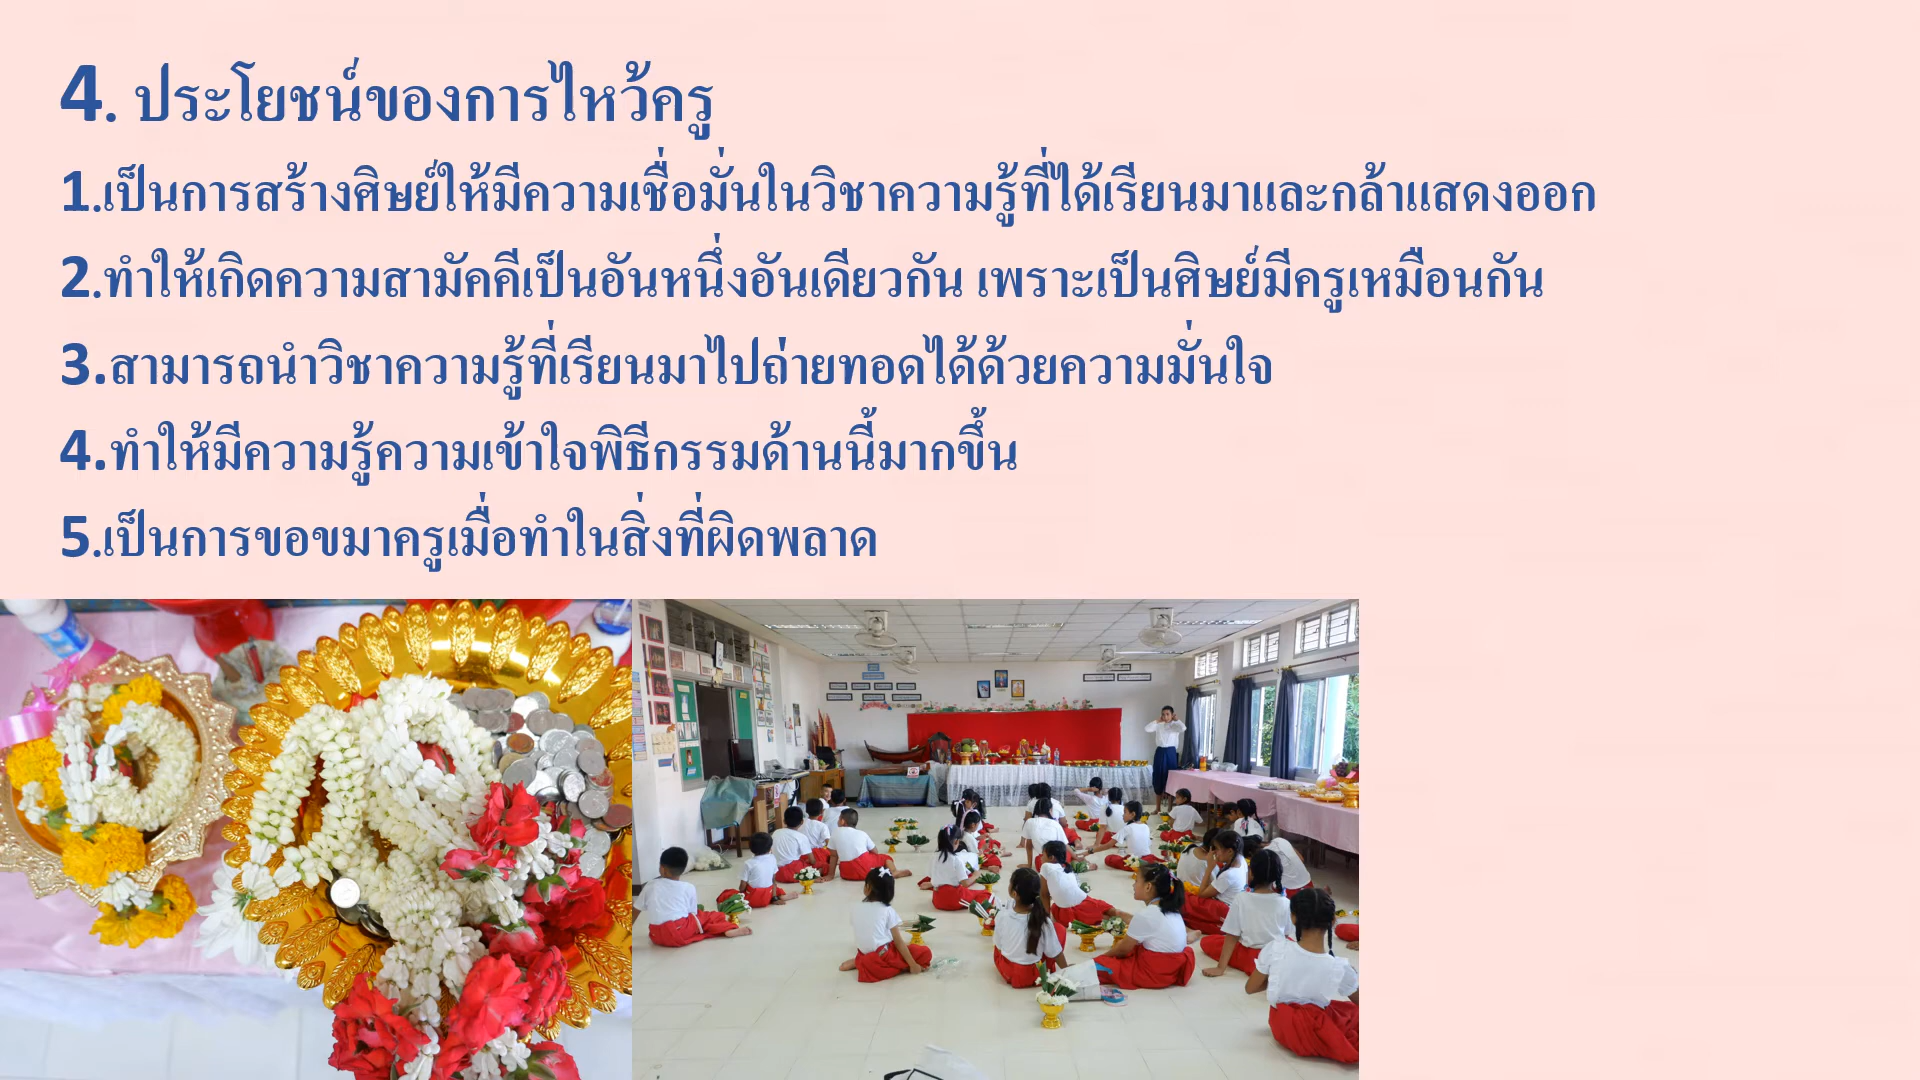 4. ประโยชน์ของการไหว้ครู
1.เป็นการสร้างศิษย์ให้มีความเชื่อมั่นในวิชาความรู้ที่ได้เรียนมาและกล้าแสดงออก
2.ทำให้เกิดความสามัคคีเป็นอันหนึ่งอันเดียวกัน เพราะเป็นศิษย์มีครูเหมือนกัน
3.สามารถนำวิชาความรู้ที่เรียนมาไปถ่ายทอดได้ด้วยความมั่นใจ
4.ทำให้มีความรู้ความเข้าใจพิธีกรรมด้านนี้มากขึ้น
5.เป็นการขอขมาครูเมื่อทำในสิ่งที่ผิดพลาด